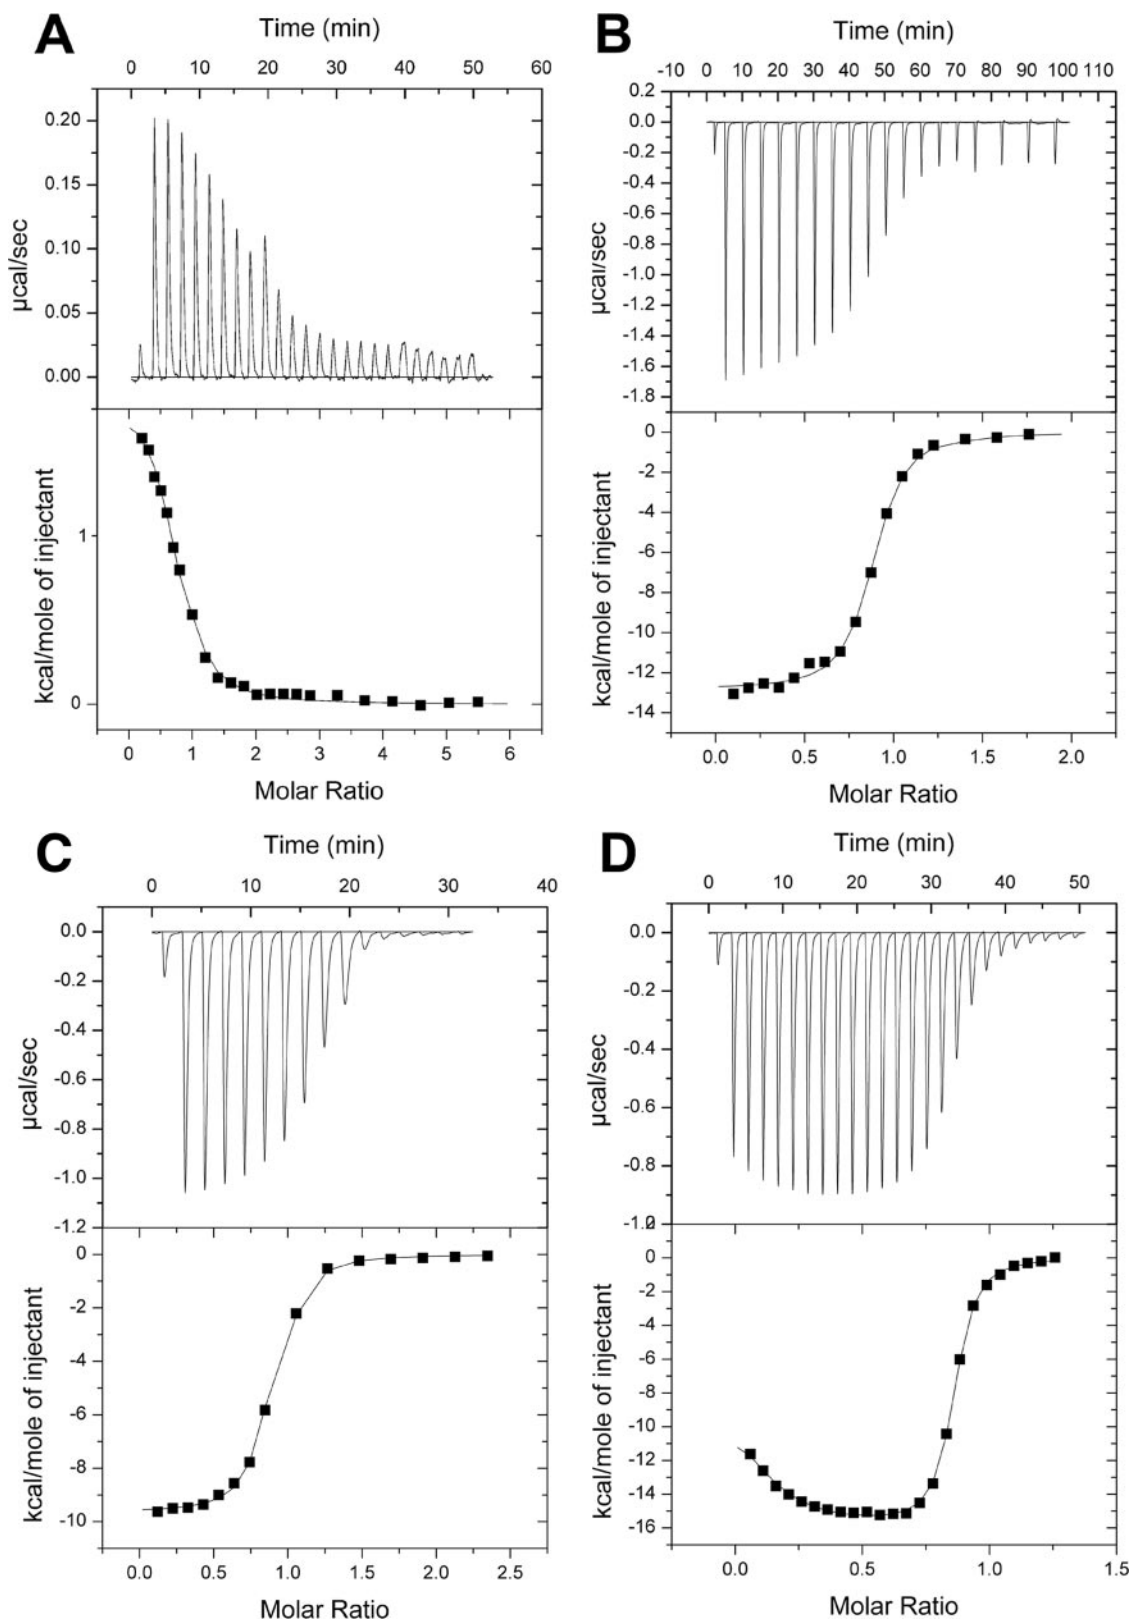 A
Time (min)
0 10 20 30 40 50 60
0.20
0.15
0.10
0.05
0.00
µcal/sec
1
0
kcal/mole of injectant
0 1 2 3 4 5 6
Molar Ratio
B
Time (min)
-10 0 10 20 30 40 50 60 70 80 90 100 110
0.2
0.0
-0.2
-0.4
-0.6
-0.8
-1.0
-1.2
-1.4
-1.6
-1.8
µcal/sec
0
-2
-4
-6
-8
-10
-12
-14
kcal/mole of injectant
0.0 0.5 1.0 1.5 2.0
Molar Ratio
C
Time (min)
0 10 20 30 40
0.0
-0.2
-0.4
-0.6
-0.8
-1.0
-1.2
µcal/sec
0
-2
-4
-6
-8
-10
kcal/mole of injectant
0.0 0.5 1.0 1.5 2.0 2.5
Molar Ratio
D
Time (min)
0 10 20 30 40 50
0.0
-0.2
-0.4
-0.6
-0.8
µcal/sec
0
-2
-4
-6
-8
-10
-12
-14
-16
kcal/mole of injectant
0.0 0.5 1.0 1.5
Molar Ratio